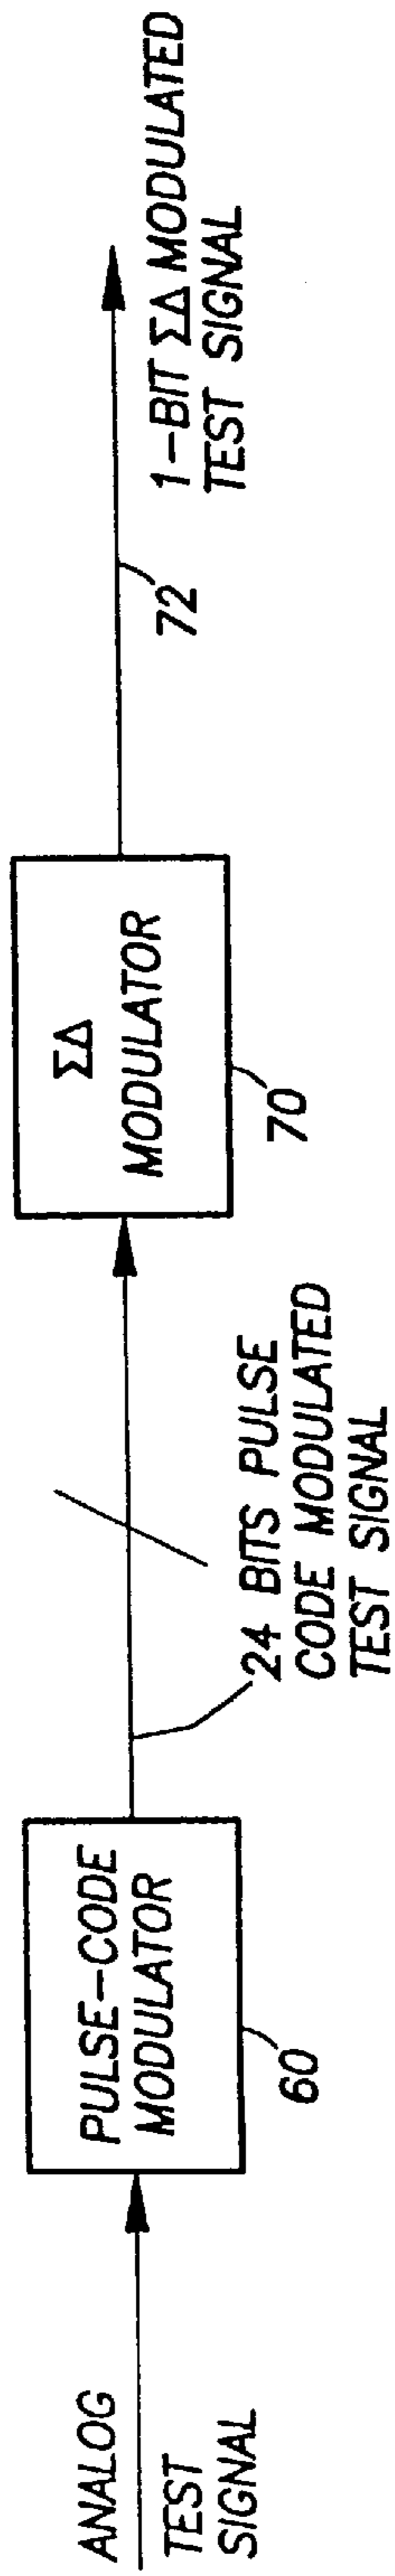 ANALOG
TEST
SIGNAL
PULSE-CODE
MODULATOR
60
24 BITS PULSE
CODE MODULATED
TEST SIGNAL
ΣΔ
MODULATOR
70
72
1-BIT ΣΔ MODULATED
TEST SIGNAL